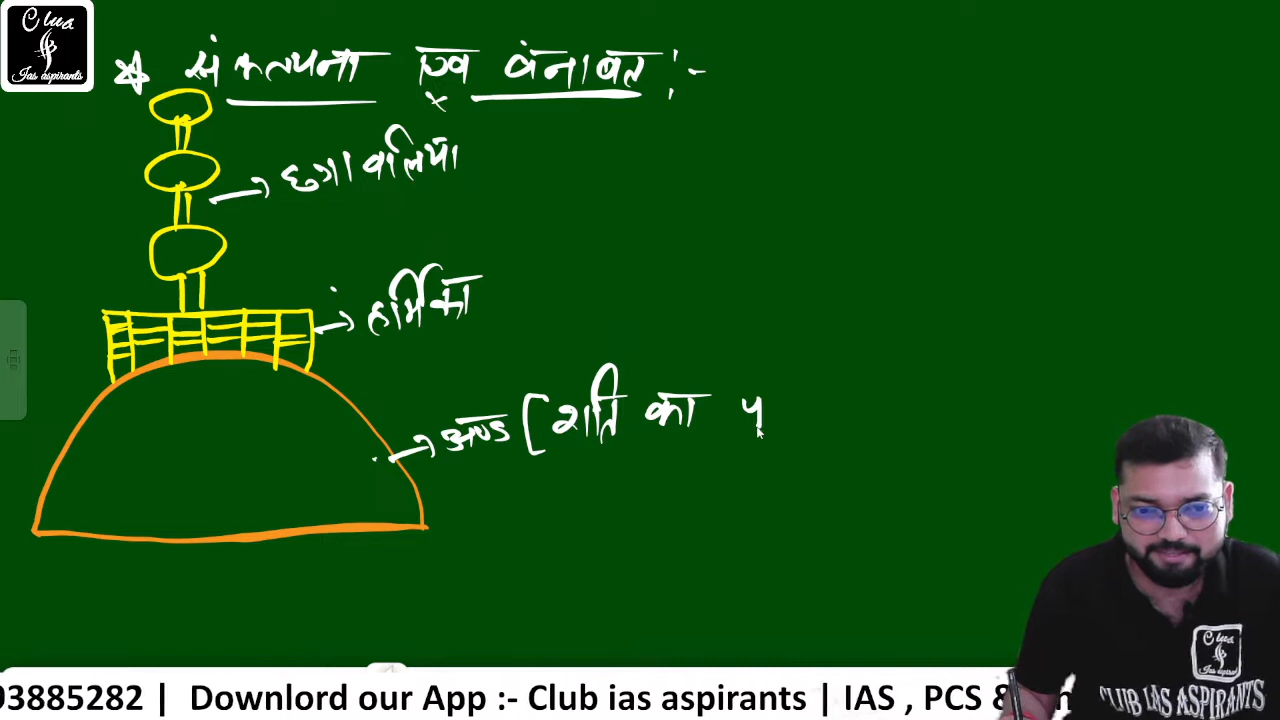 Club
Ias aspirants
* संकल्पना एवं बनावट :-
→ छत्रावलियाँ
→ हर्मिका
→ अण्ड [शांति का प्
Club
Ias aspirants
CLUB IAS ASPIRANTS
93885282 | Downlord our App :- Club ias aspirants | IAS , PCS &